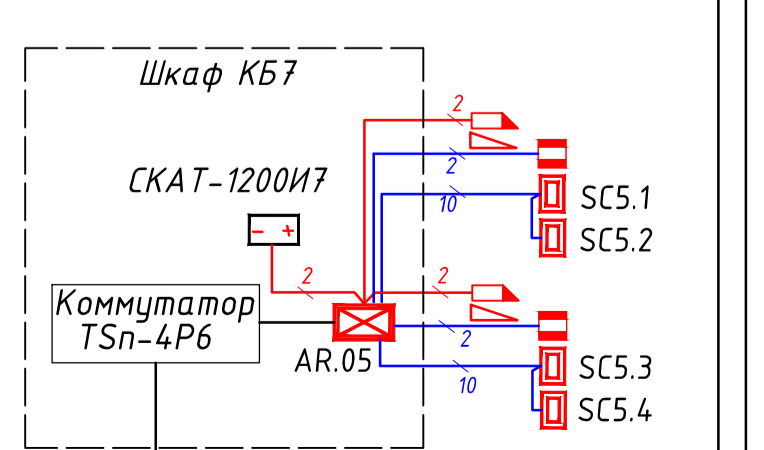 Шкаф КБ7
2
2
СКАТ-1200И7
10
SC5.1
SC5.2
- +
2
2
Коммутатор
TSn-4P6
2
AR.05
SC5.3
10
SC5.4